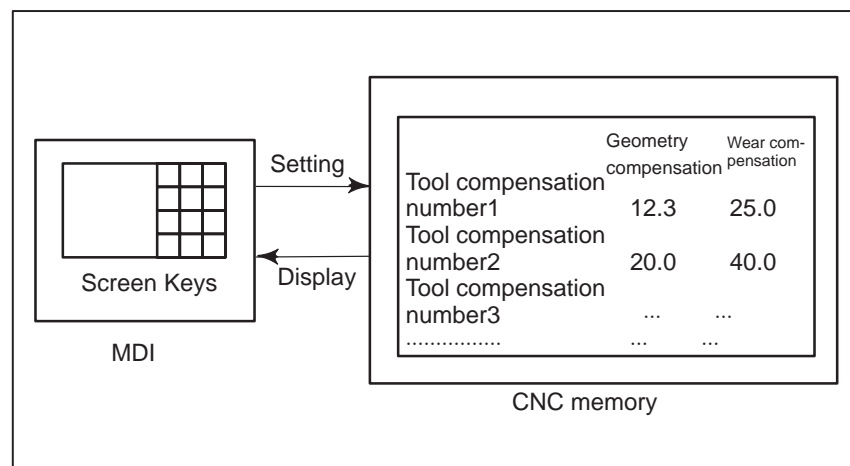 Setting
Display
Screen Keys
MDI
Geometry
compensation
Wear com-
pensation
Tool compensation
number1 12.3 25.0
Tool compensation
number2 20.0 40.0
Tool compensation
number3 ... ...
................ ... ...
CNC memory